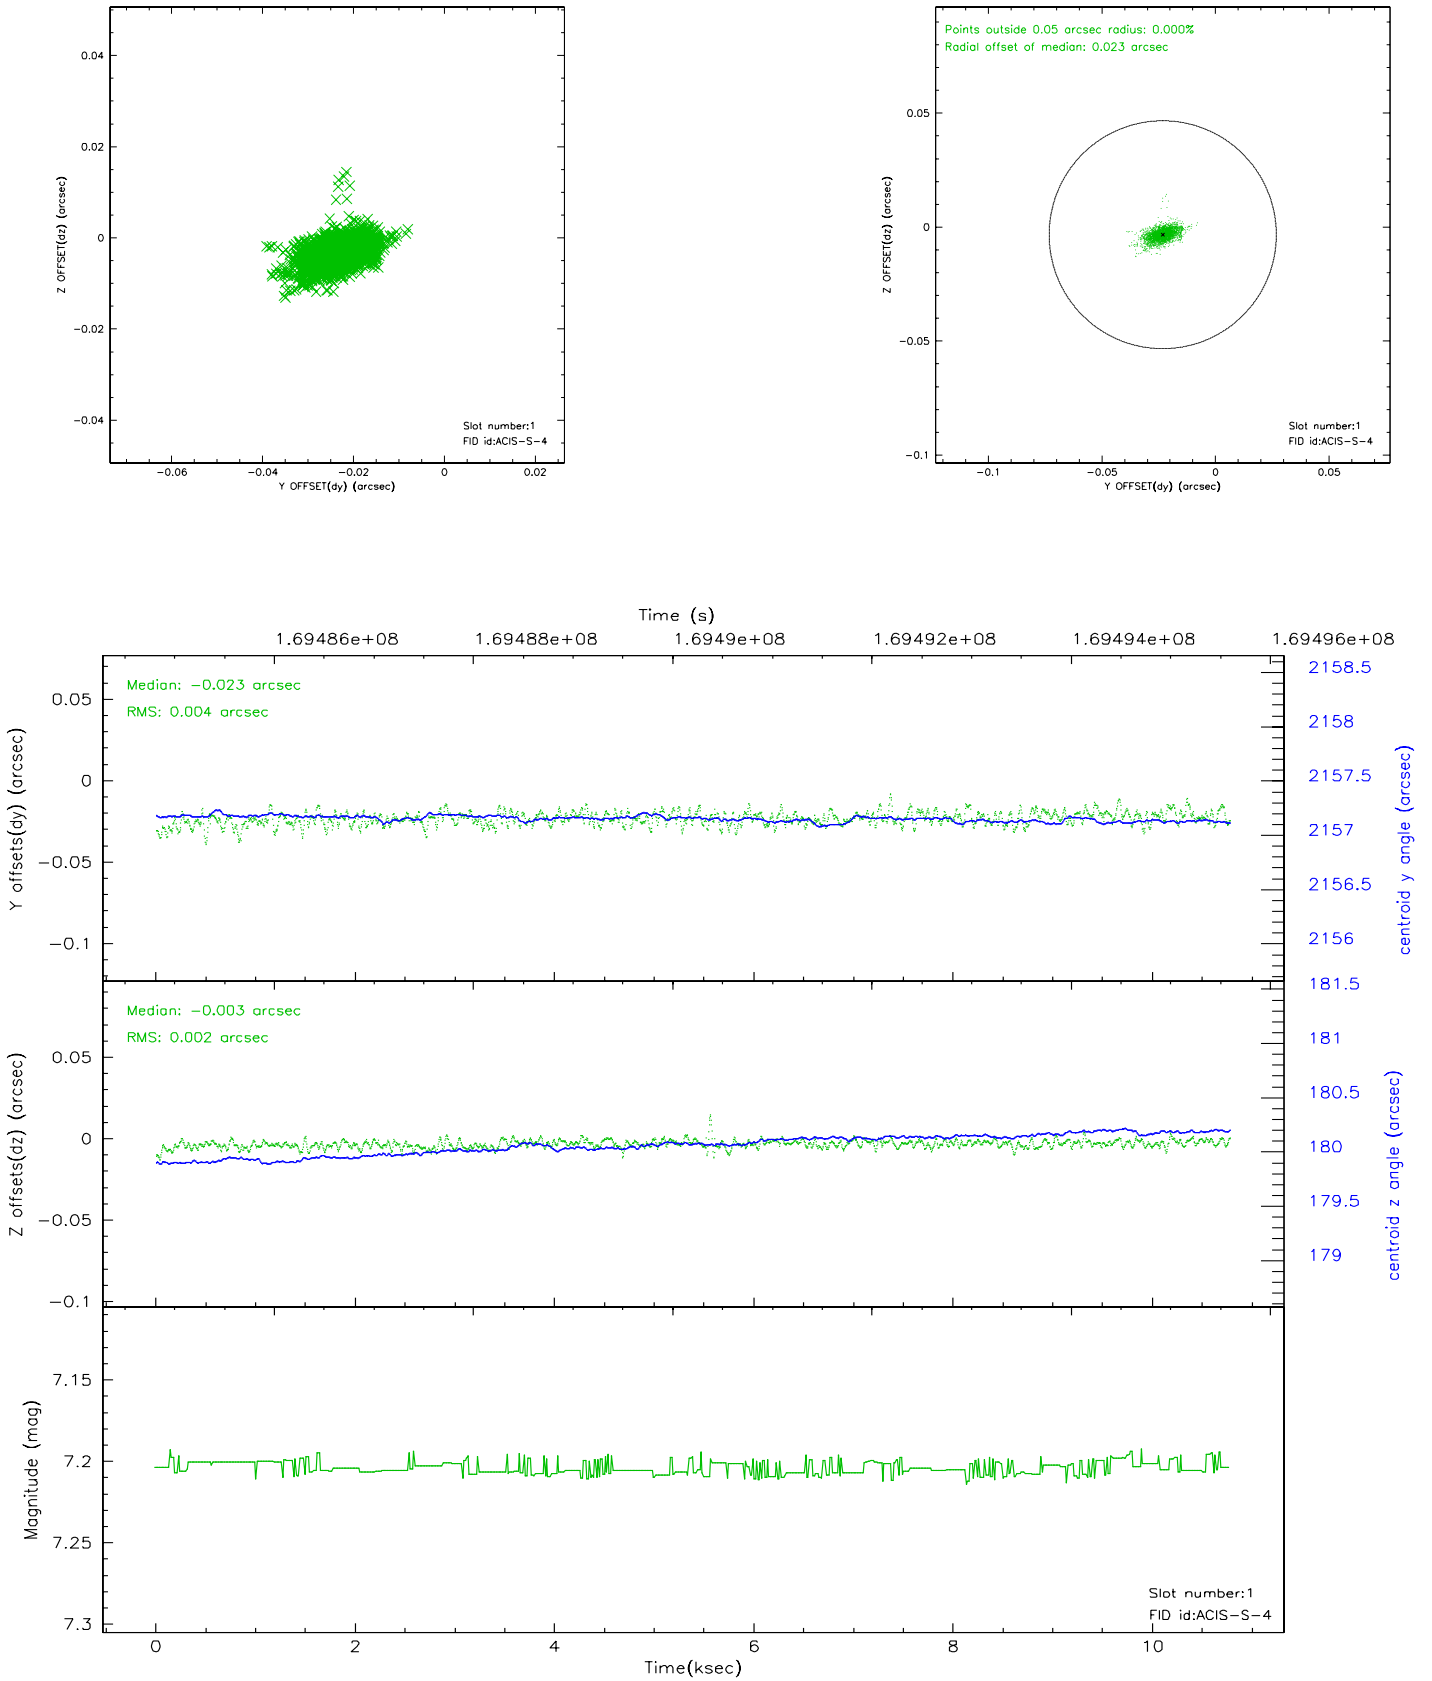 0.04
0.02
0
−0.02
−0.04
Z OFFSET(dz) (arcsec)
Slot number:1
FID id:ACIS−S−4
−0.06
−0.04
−0.02
0
0.02
Y OFFSET(dy) (arcsec)
Points outside 0.05 arcsec radius: 0.000%
Radial offset of median: 0.023 arcsec
0.05
0
−0.05
−0.1
Z OFFSET(dz) (arcsec)
Slot number:1
FID id:ACIS−S−4
−0.1
−0.05
0
0.05
Y OFFSET(dy) (arcsec)
Time (s)
1.69486e+08
1.69488e+08
1.6949e+08
1.69492e+08
1.69494e+08
1.69496e+08
Median: −0.023 arcsec
RMS: 0.004 arcsec
0.05
0
−0.05
−0.1
Y offsets(dy) (arcsec)
2158.5
2158
2157.5
2157
2156.5
2156
centroid y angle (arcsec)
Median: −0.003 arcsec
RMS: 0.002 arcsec
0.05
0
−0.05
−0.1
Z offsets(dz) (arcsec)
181.5
181
180.5
180
179.5
179
centroid z angle (arcsec)
7.15
7.2
7.25
7.3
Magnitude (mag)
Slot number:1
FID id:ACIS−S−4
0
2
4
6
8
10
Time(ksec)